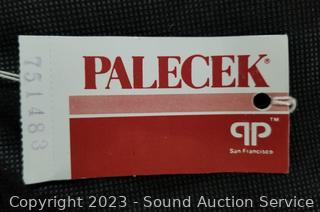 PALECEK®
751483
TM
San Francisco
Copyright © 2023 - Sound Auction Service